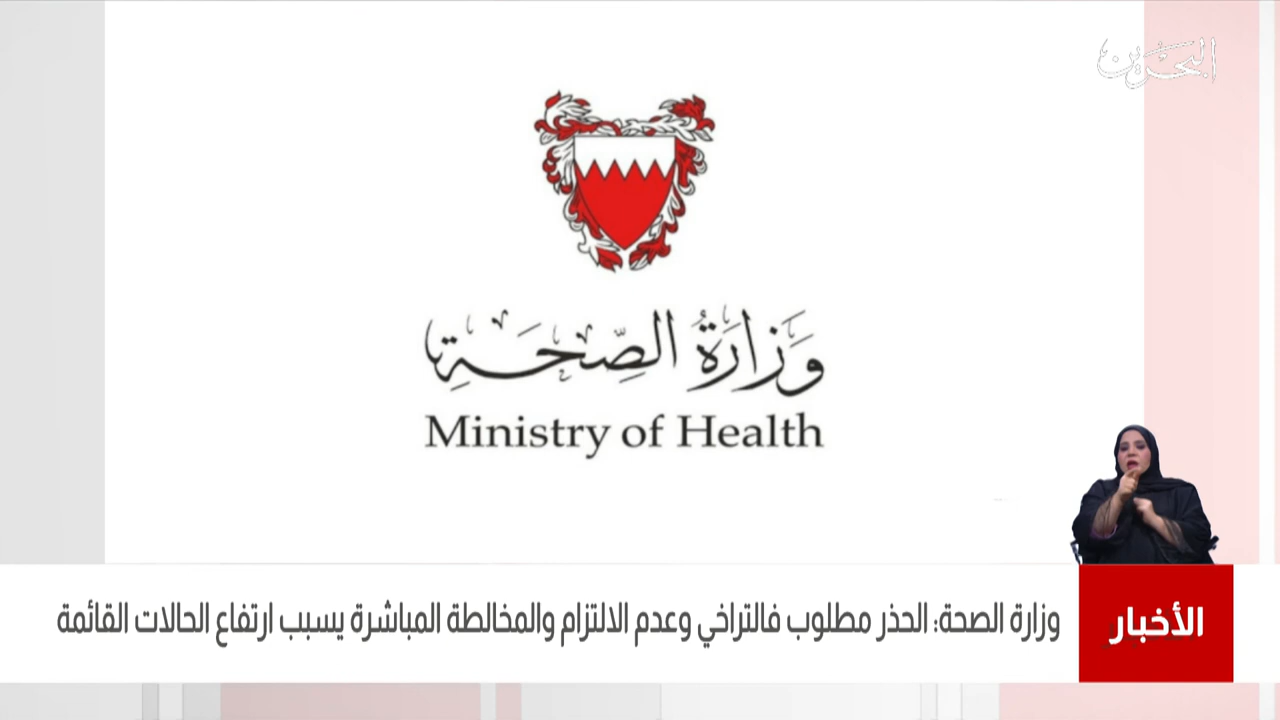 البحرين
وزارة الصحة
Ministry of Health
وزارة الصحة: الحذر مطلوب فالتراخي وعدم الالتزام والمخالطة المباشرة يسبب ارتفاع الحالات القائمة
الأخبار